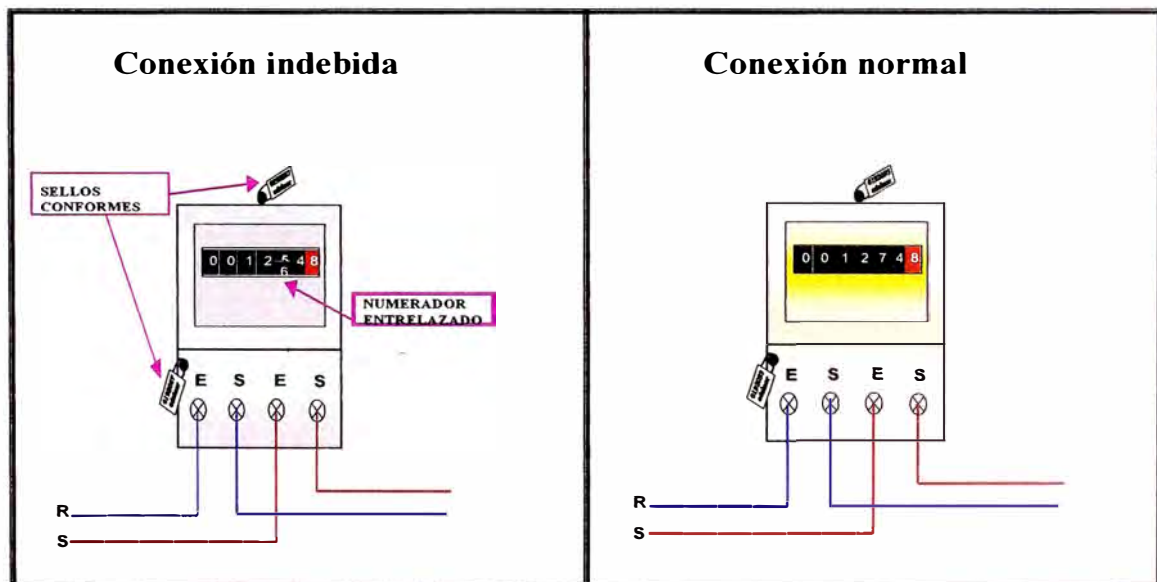 Conexión indebida
SELLOS
CONFORMES
0 0 1 2 5 4 8
6
NUMERADOR
ENTRELAZADO
E S E S
R
S
Conexión normal
0 0 1 2 7 4 8
E S E S
R
S